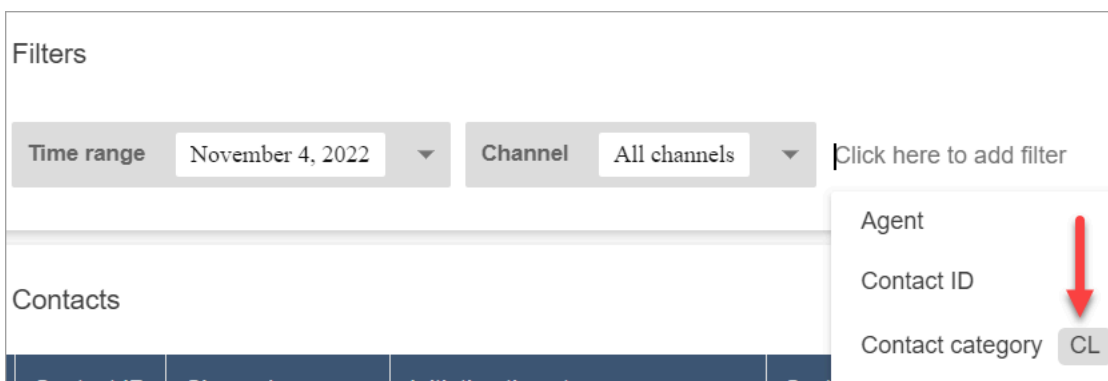 Filters
Time range November 4, 2022 Channel All channels Click here to add filter
Agent
Contact ID
Contacts
Contact category CL